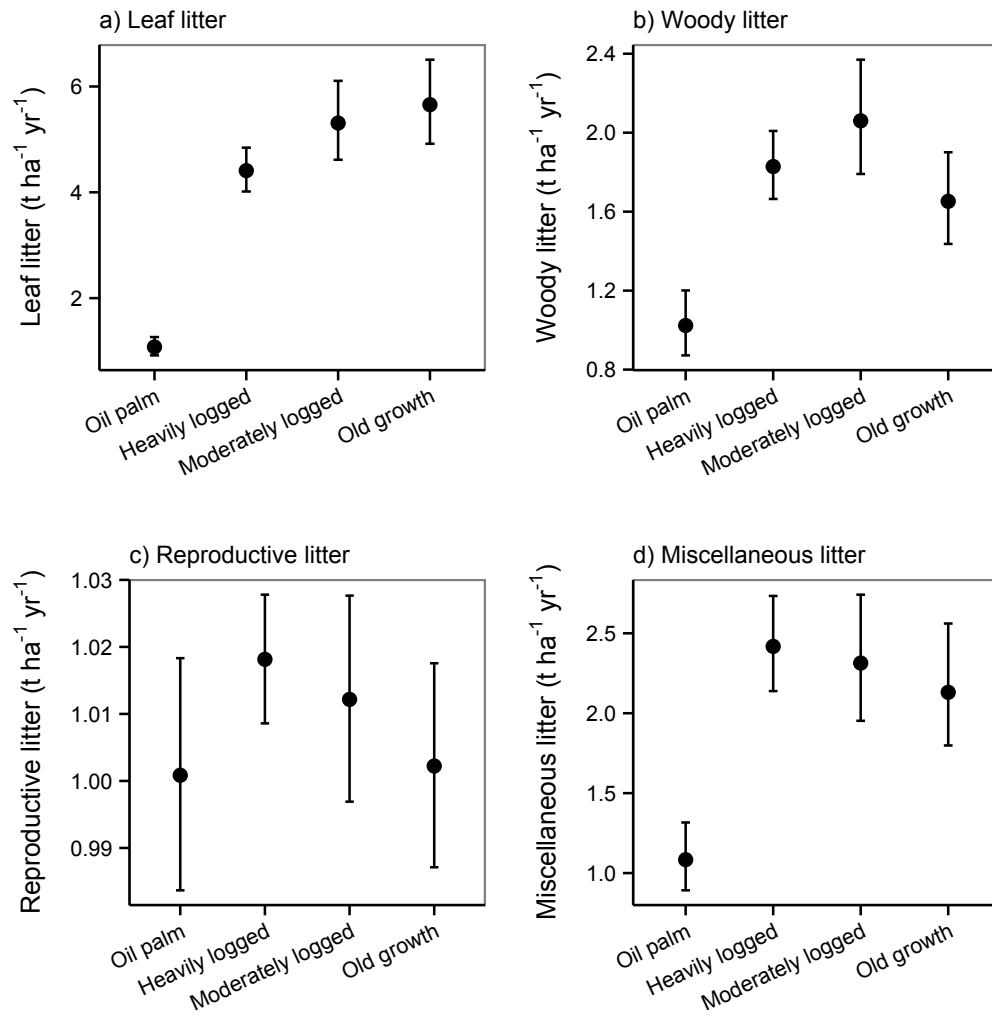 a) Leaf litter
Leaf litter (t ha⁻¹ yr⁻¹)
6
4
2
Oil palm
Heavily logged
Moderately logged
Old growth
b) Woody litter
Woody litter (t ha⁻¹ yr⁻¹)
2.4
2.0
1.6
1.2
0.8
Oil palm
Heavily logged
Moderately logged
Old growth
c) Reproductive litter
Reproductive litter (t ha⁻¹ yr⁻¹)
1.03
1.02
1.01
1.00
0.99
Oil palm
Heavily logged
Moderately logged
Old growth
d) Miscellaneous litter
Miscellaneous litter (t ha⁻¹ yr⁻¹)
2.5
2.0
1.5
1.0
Oil palm
Heavily logged
Moderately logged
Old growth